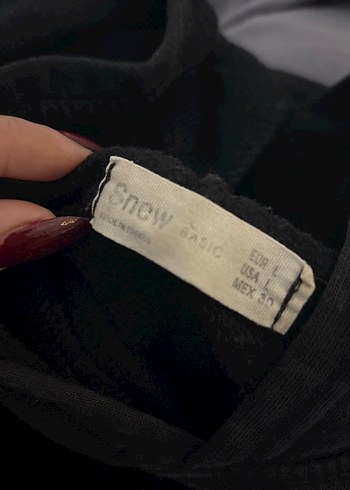 Snew BASIC
EUR L
USA L
MEX 30